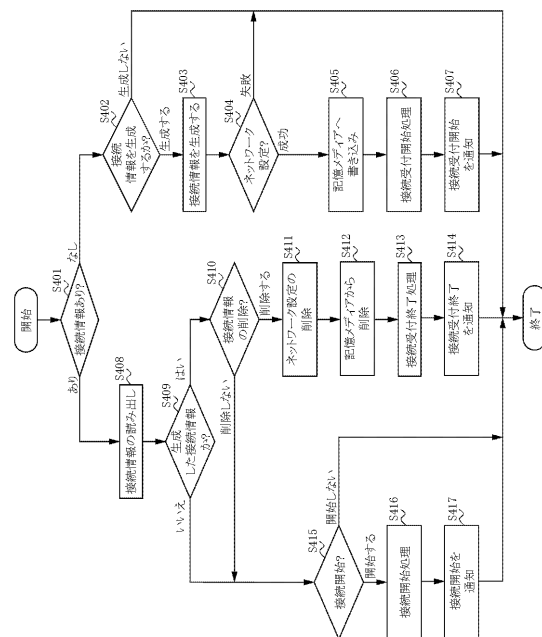 開始
S401
接続情報あり?
なし
あり
S402
接続
情報を生成
するか?
生成しない
生成する
S403
接続情報を生成する
S404
ネットワーク
設定?
失敗
成功
S405
記憶メディアへ
書き込み
S406
接続受付開始処理
S407
接続受付開始
を通知
S408
接続情報の読み出し
S409
生成
した接続情報
か?
はい
いいえ
S410
接続情報
の削除?
削除する
削除しない
S411
ネットワーク設定の
削除
S412
記憶メディアから
削除
S413
接続受付終了処理
S414
接続受付終了
を通知
S415
接続開始?
開始しない
開始する
S416
接続開始処理
S417
接続開始を
通知
終了